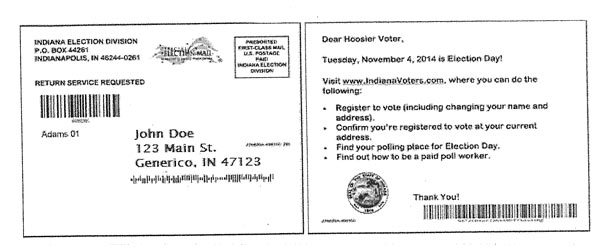 INDIANA ELECTION DIVISION
P.O. BOX 44261
INDIANAPOLIS, IN 46244-0261
ELECTION MAIL
PRESORTED
FIRST-CLASS MAIL
U.S. POSTAGE
PAID
INDIANA ELECTION
DIVISION
RETURN SERVICE REQUESTED
Adams 01
John Doe
123 Main St.
Generico, IN 47123
Dear Hoosier Voter,
Tuesday, November 4, 2014 is Election Day!
Visit www.IndianaVoters.com, where you can do the
following:
• Register to vote (including changing your name and
address).
• Confirm you're registered to vote at your current
address.
• Find your polling place for Election Day.
• Find out how to be a paid poll worker.
Thank You!